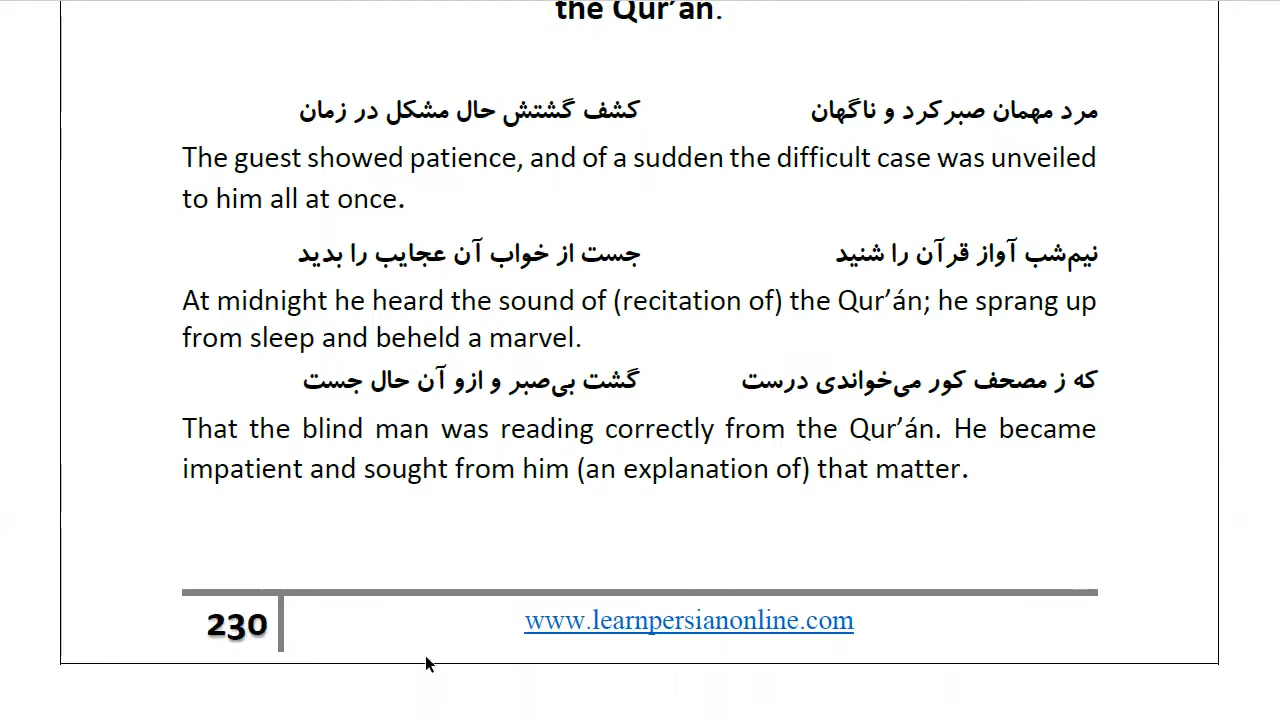 the Qur’án.
مرد مهمان صبرکرد و ناگهان کشف گشتش حال مشکل در زمان
The guest showed patience, and of a sudden the difficult case was unveiled
to him all at once.
نیم‌شب آواز قرآن را شنید جست از خواب آن عجایب را بدید
At midnight he heard the sound of (recitation of) the Qur’án; he sprang up
from sleep and beheld a marvel.
که ز مصحف کور می‌خواندی درست گشت بی‌صبر و ازو آن حال جست
That the blind man was reading correctly from the Qur’án. He became
impatient and sought from him (an explanation of) that matter.
230
www.learnpersianonline.com